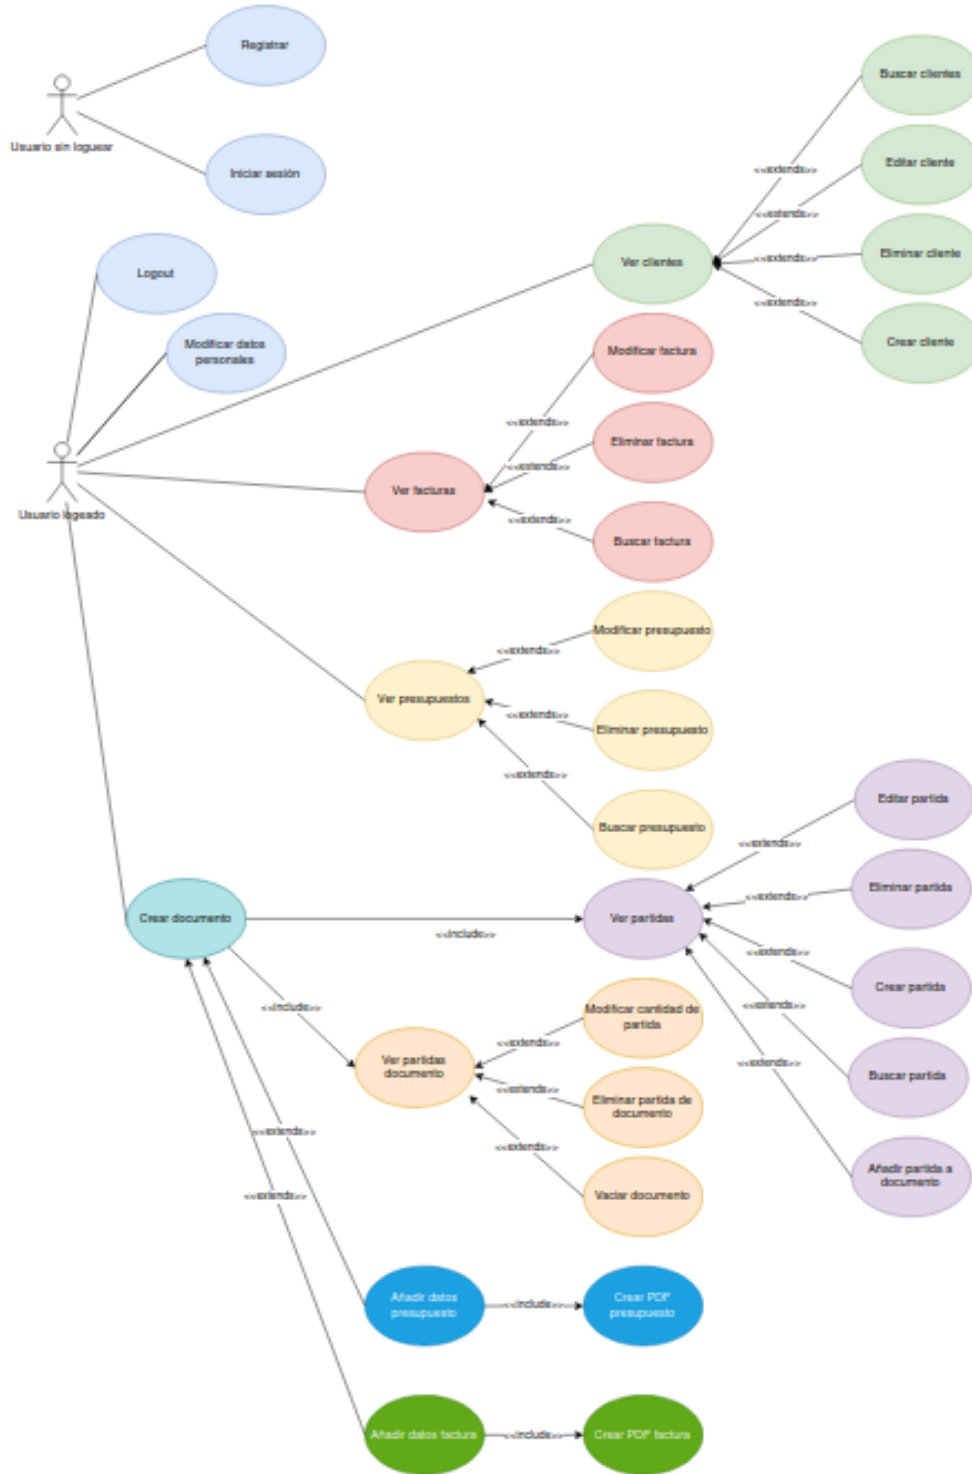 Registrar
Usuario sin loguear
Iniciar sesión
Logout
Modificar datos
personales
Usuario logeado
Buscar clientes
<<extends>>
Editar cliente
<<extends>>
Ver clientes
Eliminar cliente
<<extends>>
<<extends>>
Crear cliente
Modificar factura
<<extends>>
Eliminar factura
<<extends>>
Ver facturas
<<extends>>
Buscar factura
Modificar presupuesto
<<extends>>
Ver presupuestos
<<extends>>
Eliminar presupuesto
<<extends>>
Buscar presupuesto
Crear documento
<<include>>
Ver partidas
Editar partida
<<extends>>
Eliminar partida
<<extends>>
<<extends>>
Crear partida
<<extends>>
Buscar partida
<<extends>>
Añadir partida a
documento
<<include>>
Ver partidas
documento
Modificar cantidad de
partida
<<extends>>
<<extends>>
Eliminar partida de
documento
<<extends>>
Vaciar documento
<<extends>>
<<extends>>
Añadir datos
presupuesto
<<include>>
Crear PDF
presupuesto
Añadir datos factura
<<include>>
Crear PDF factura